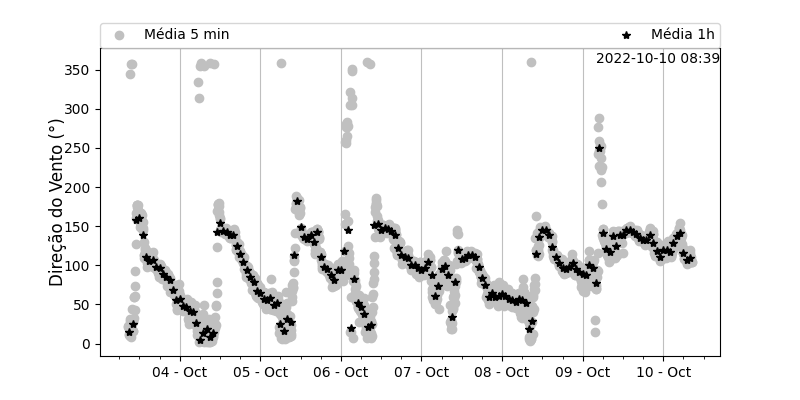 Média 5 min
Média 1h
2022-10-10 08:39
Direção do Vento (°)
350
300
250
200
150
100
50
0
04 - Oct
05 - Oct
06 - Oct
07 - Oct
08 - Oct
09 - Oct
10 - Oct